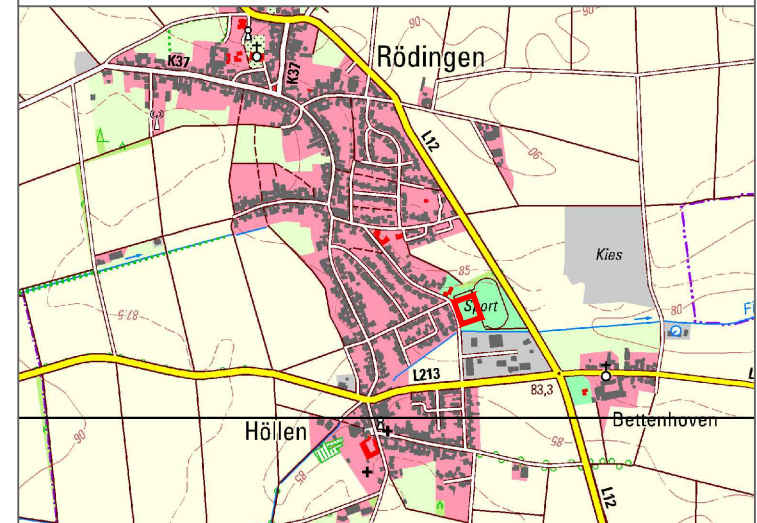 90
Rödingen
K37
K37
L12
90
Kies
85
Sport
87,5
80
L213
83,3
Höllen
Bettenhoven
90
85
85
L12